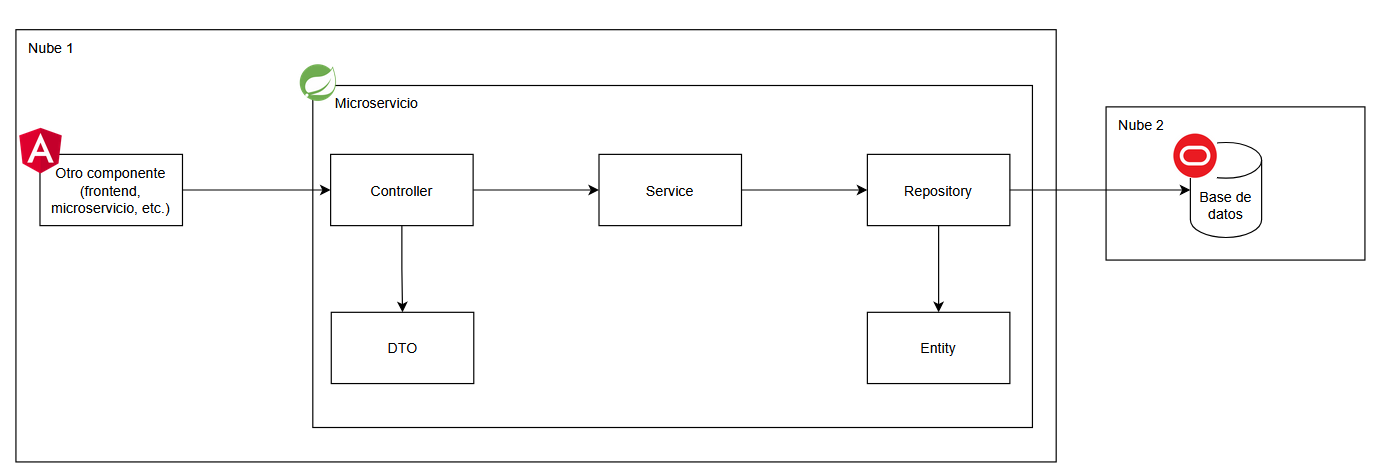 Nube 1
Microservicio
Nube 2
A
Otro componente
(frontend,
microservicio, etc.)
Controller
Service
Repository
Base de
datos
DTO
Entity